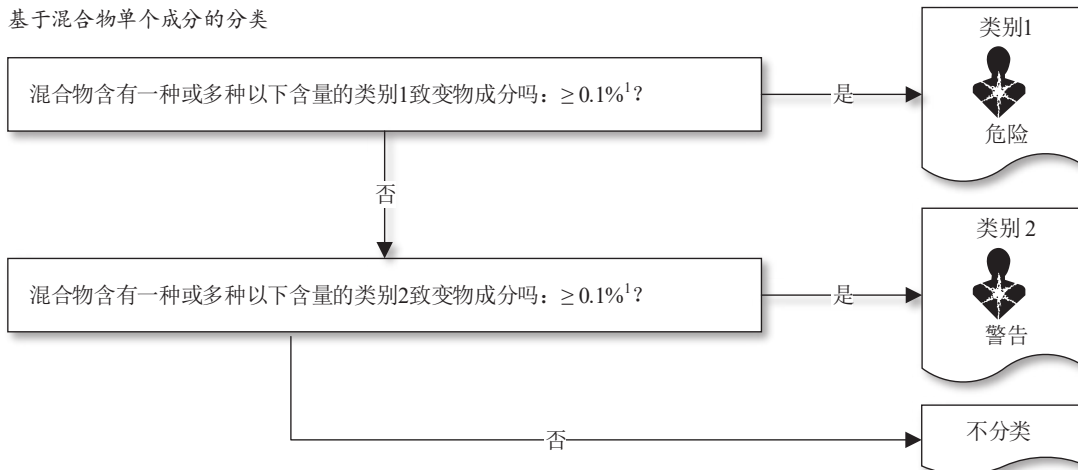 基于混合物单个成分的分类
类别1
混合物含有一种或多种以下含量的类别1致变物成分吗：≥ 0.1%¹？
是
危险
否
类别 2
混合物含有一种或多种以下含量的类别2致变物成分吗：≥ 0.1%¹？
是
警告
否
不分类